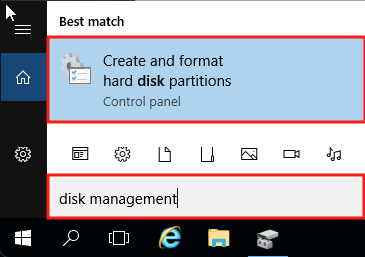 Best match
Create and format
hard disk partitions
Control panel
disk management